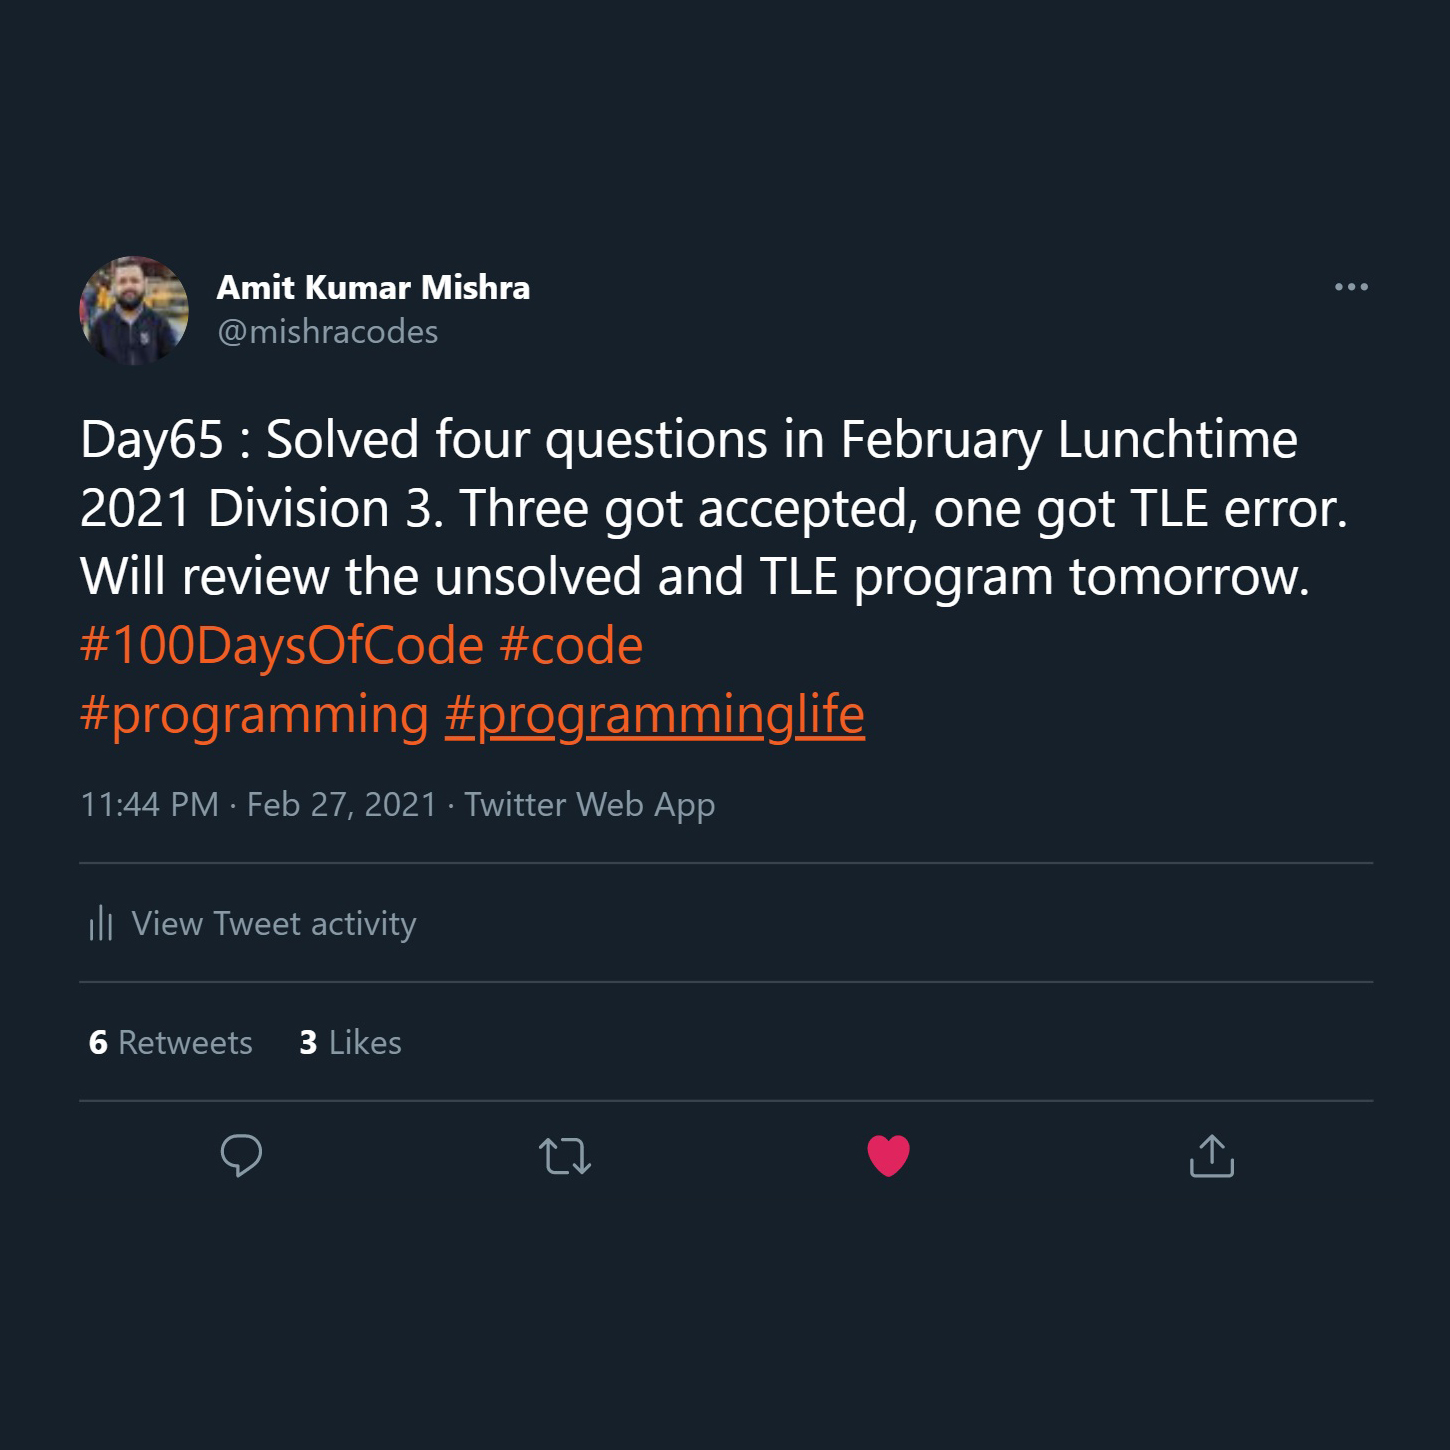 Amit Kumar Mishra
@mishracodes
Day65 : Solved four questions in February Lunchtime
2021 Division 3. Three got accepted, one got TLE error.
Will review the unsolved and TLE program tomorrow.
#100DaysOfCode #code
#programming #programminglife
11:44 PM · Feb 27, 2021 · Twitter Web App
View Tweet activity
6 Retweets 3 Likes